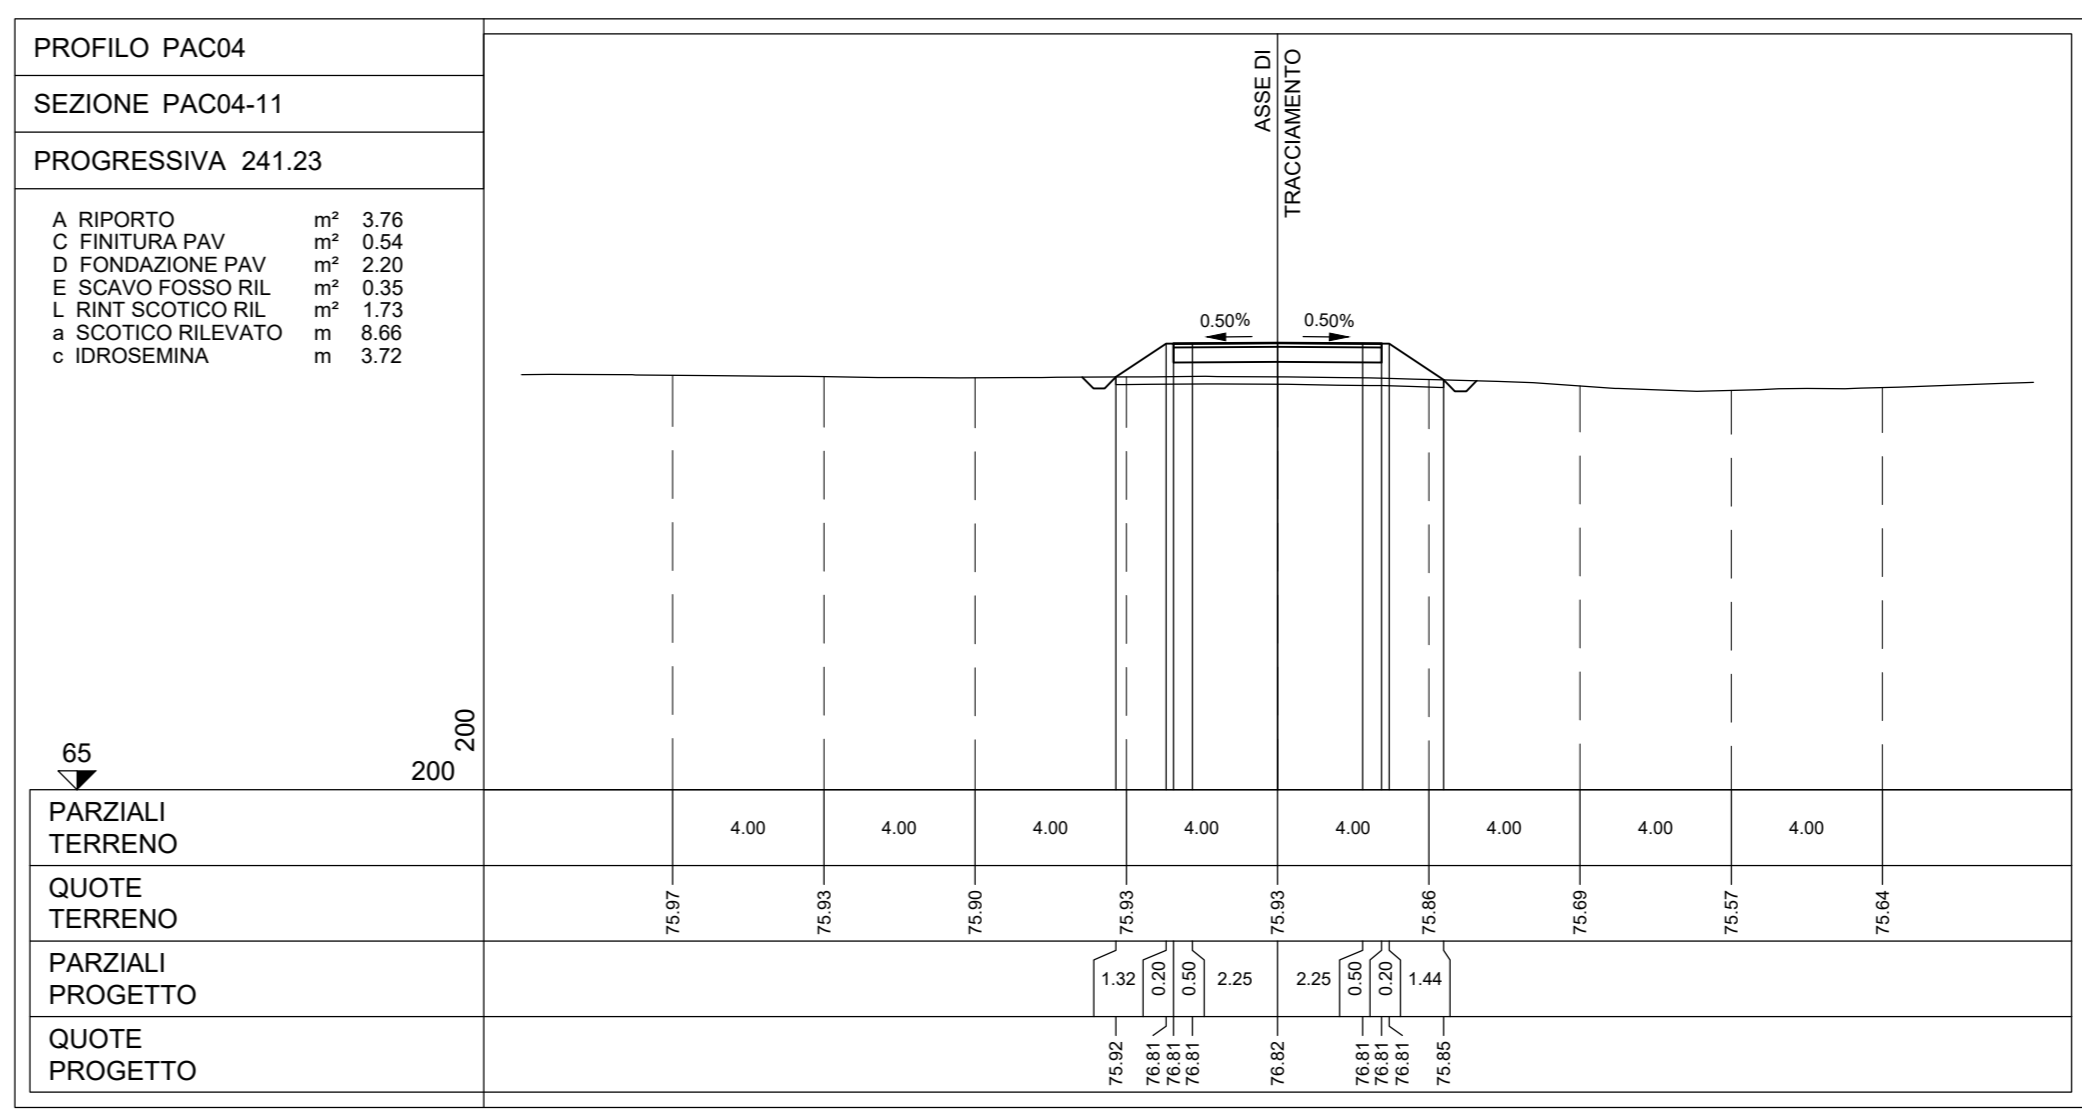 PROFILO PAC04
SEZIONE PAC04-11
PROGRESSIVA 241.23
A RIPORTO m² 3.76
C FINITURA PAV m² 0.54
D FONDAZIONE PAV m² 2.20
E SCAVO FOSSO RIL m² 0.35
L RINT SCOTICO RIL m² 1.73
a SCOTICO RILEVATO m 8.66
c IDROSEMINA m 3.72
ASSE DI
TRACCIAMENTO
0.50% 0.50%
65
200
200
PARZIALI
TERRENO
4.00 4.00 4.00 4.00 4.00 4.00 4.00 4.00
QUOTE
TERRENO
75.97 75.93 75.90 75.93 75.93 75.86 75.69 75.57 75.64
PARZIALI
PROGETTO
1.32 0.20 0.50 2.25 2.25 0.50 0.20 1.44
QUOTE
PROGETTO
75.92 76.81 76.81 76.81 76.82 76.81 76.81 76.81 75.85